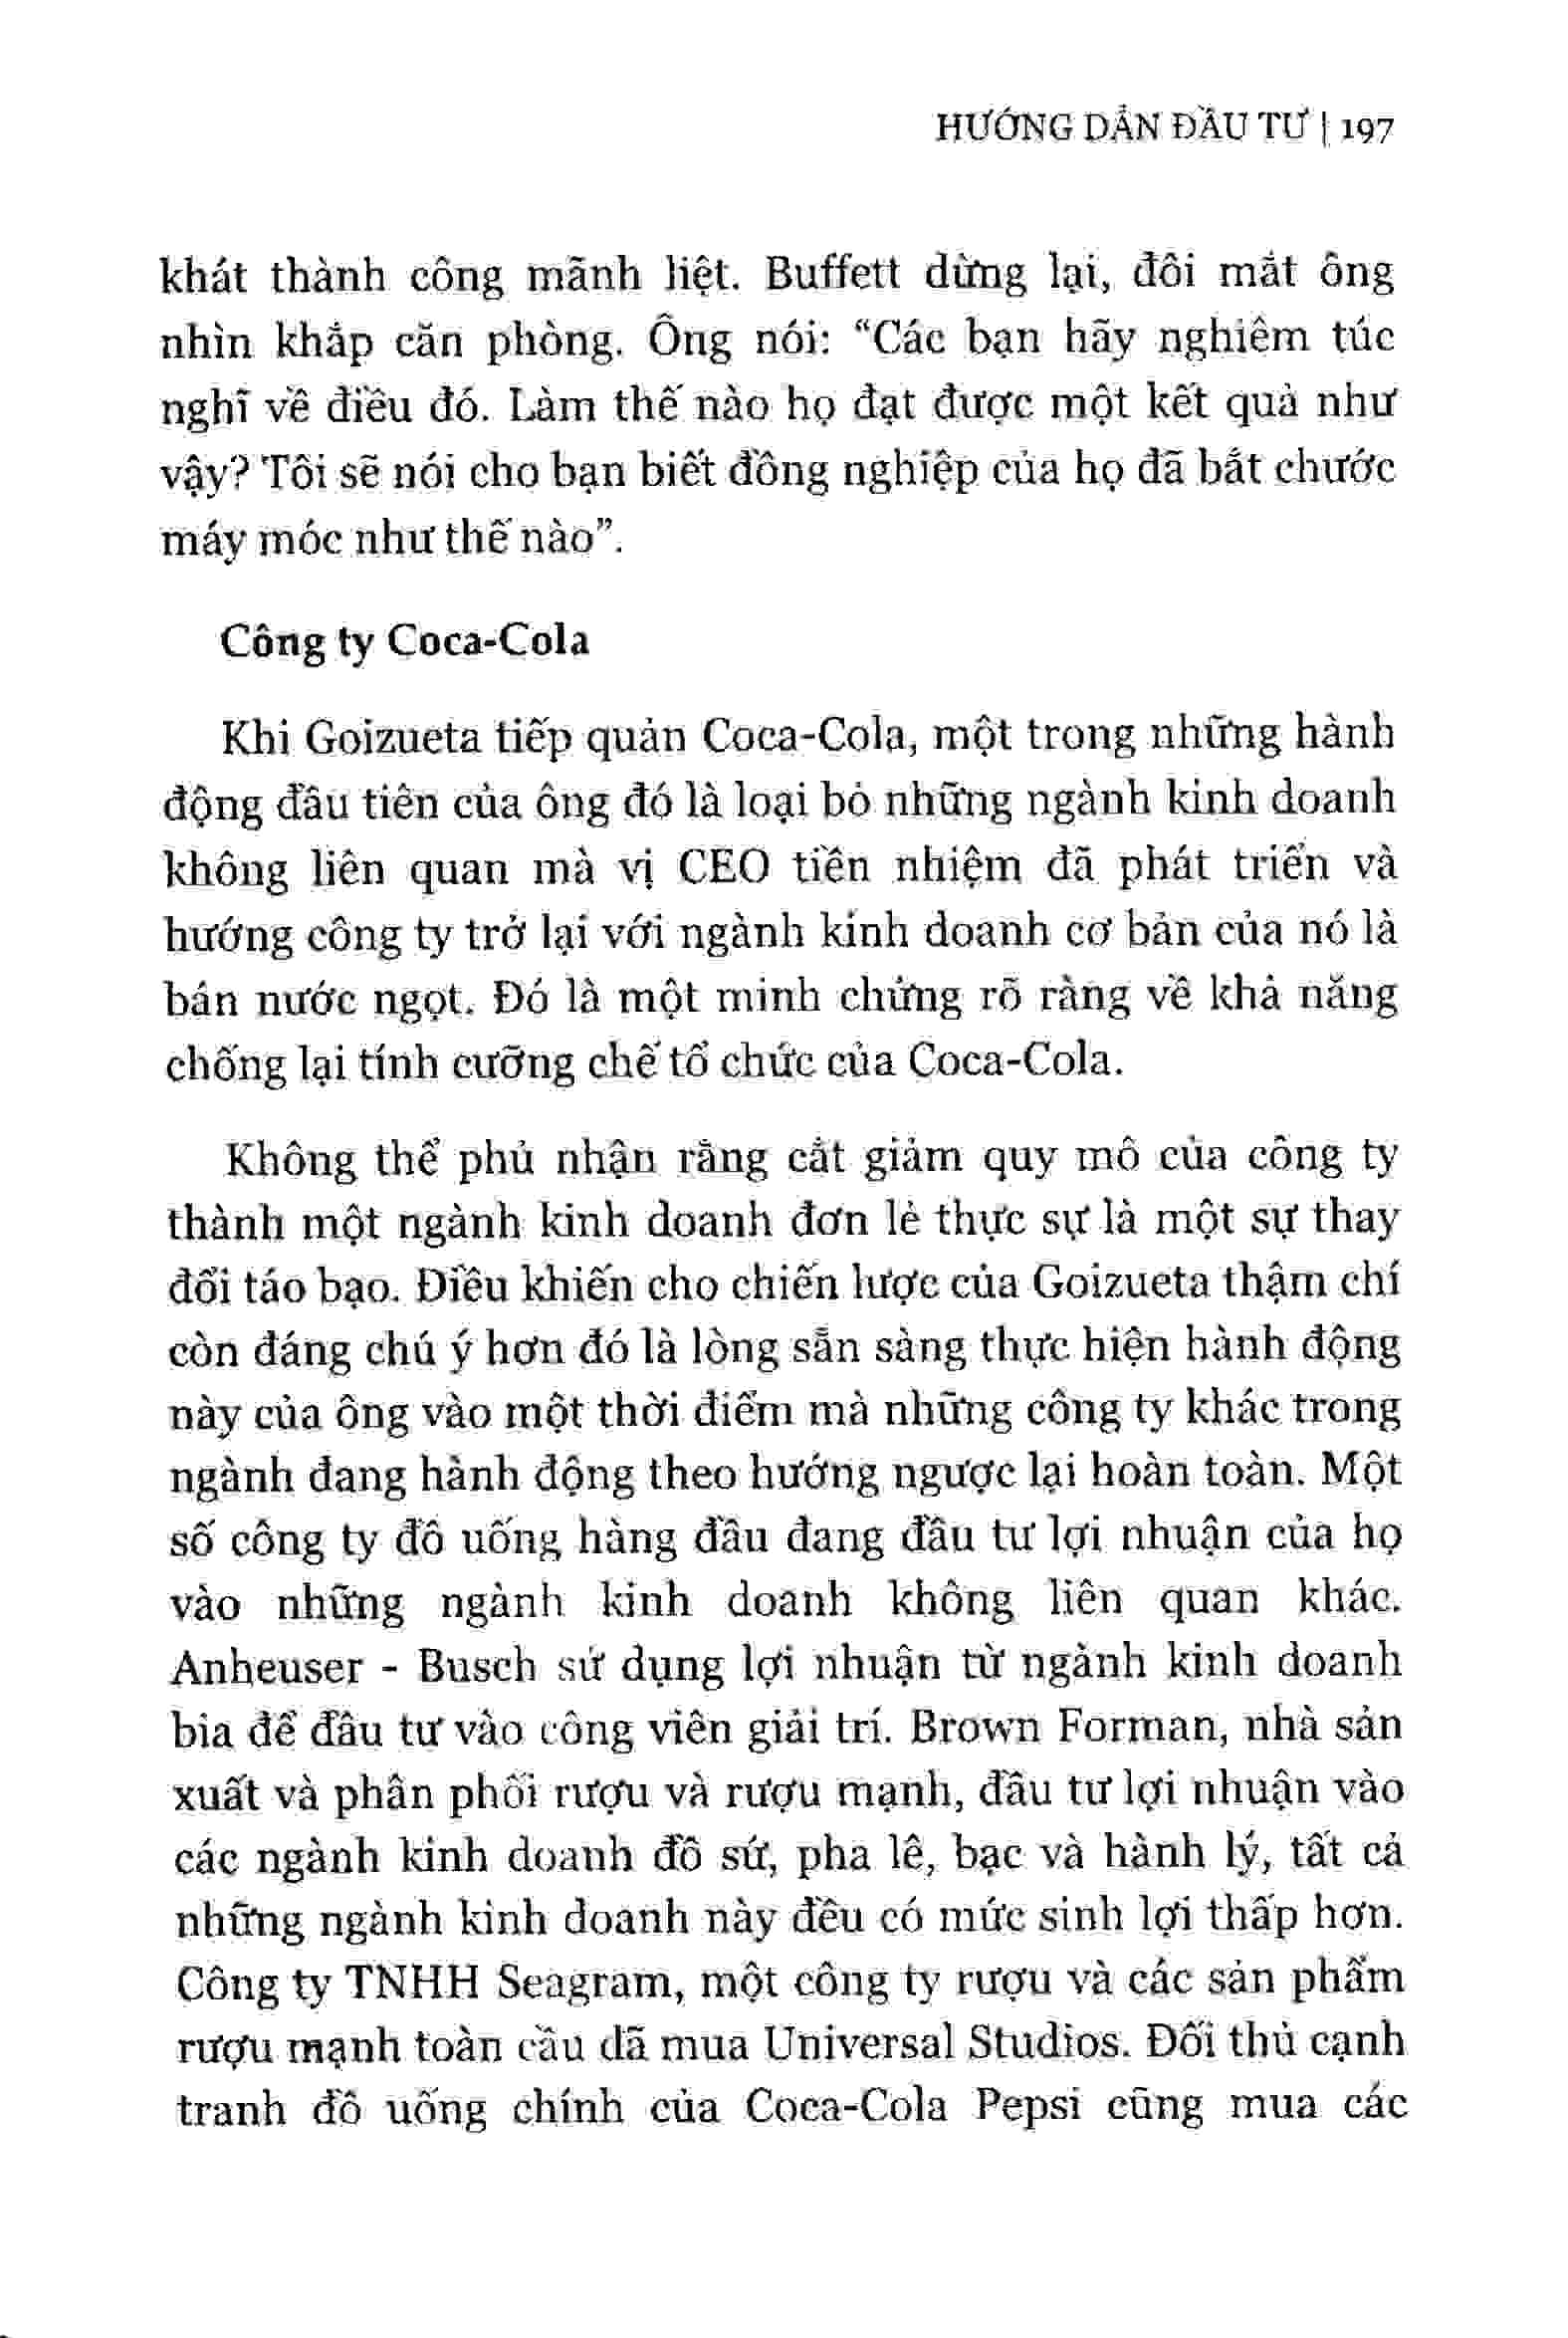 HƯỚNG DẪN ĐẦU TƯ | 197
khát thành công mãnh liệt. Buffett dừng lại, đôi mắt ông
nhìn khắp căn phòng. Ông nói: “Các bạn hãy nghiêm túc
nghĩ về điều đó. Làm thế nào họ đạt được một kết quả như
vậy? Tôi sẽ nói cho bạn biết đồng nghiệp của họ đã bắt chước
máy móc như thế nào”.
Công ty Coca-Cola
Khi Goizueta tiếp quản Coca-Cola, một trong những hành
động đầu tiên của ông đó là loại bỏ những ngành kinh doanh
không liên quan mà vị CEO tiền nhiệm đã phát triển và
hướng công ty trở lại với ngành kinh doanh cơ bản của nó là
bán nước ngọt. Đó là một minh chứng rõ ràng về khả năng
chống lại tính cưỡng chế tổ chức của Coca-Cola.
Không thể phủ nhận rằng cắt giảm quy mô của công ty
thành một ngành kinh doanh đơn lẻ thực sự là một sự thay
đổi táo bạo. Điều khiến cho chiến lược của Goizueta thậm chí
còn đáng chú ý hơn đó là lòng sẵn sàng thực hiện hành động
này của ông vào một thời điểm mà những công ty khác trong
ngành đang hành động theo hướng ngược lại hoàn toàn. Một
số công ty đồ uống hàng đầu đang đầu tư lợi nhuận của họ
vào những ngành kinh doanh không liên quan khác.
Anheuser - Busch sử dụng lợi nhuận từ ngành kinh doanh
bia để đầu tư vào công viên giải trí. Brown Forman, nhà sản
xuất và phân phối rượu và rượu mạnh, đầu tư lợi nhuận vào
các ngành kinh doanh đồ sứ, pha lê, bạc và hành lý, tất cả
những ngành kinh doanh này đều có mức sinh lợi thấp hơn.
Công ty TNHH Seagram, một công ty rượu và các sản phẩm
rượu mạnh toàn cầu đã mua Universal Studios. Đối thủ cạnh
tranh đồ uống chính của Coca-Cola Pepsi cũng mua các